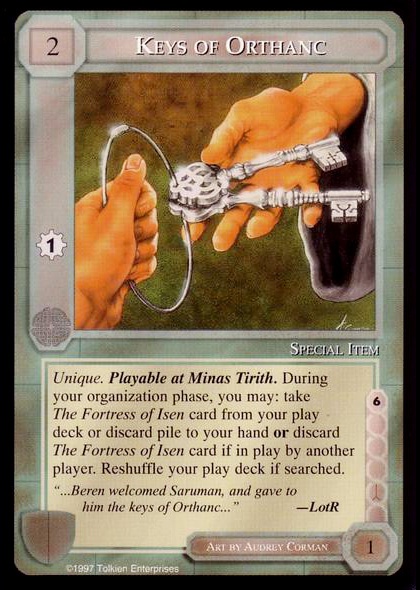 2
KEYS OF ORTHANC
1
SPECIAL ITEM
Unique. Playable at Minas Tirith. During
your organization phase, you may: take
The Fortress of Isen card from your play
deck or discard pile to your hand or discard
The Fortress of Isen card if in play by another
player. Reshuffle your play deck if searched.
6
“...Beren welcomed Saruman, and gave to
him the keys of Orthanc...” —LotR
ART BY AUDREY CORMAN
1
©1997 Tolkien Enterprises